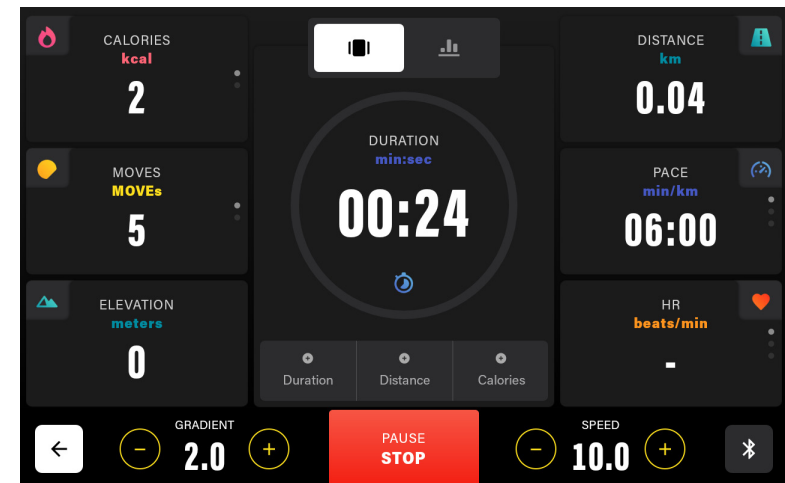 CALORIES
kcal
2
MOVES
MOVEs
5
ELEVATION
meters
0
DURATION
min:sec
00:24
Duration
Distance
Calories
DISTANCE
km
0.04
PACE
min/km
06:00
HR
beats/min
-
GRADIENT
− 2.0 +
PAUSE
STOP
SPEED
− 10.0 +